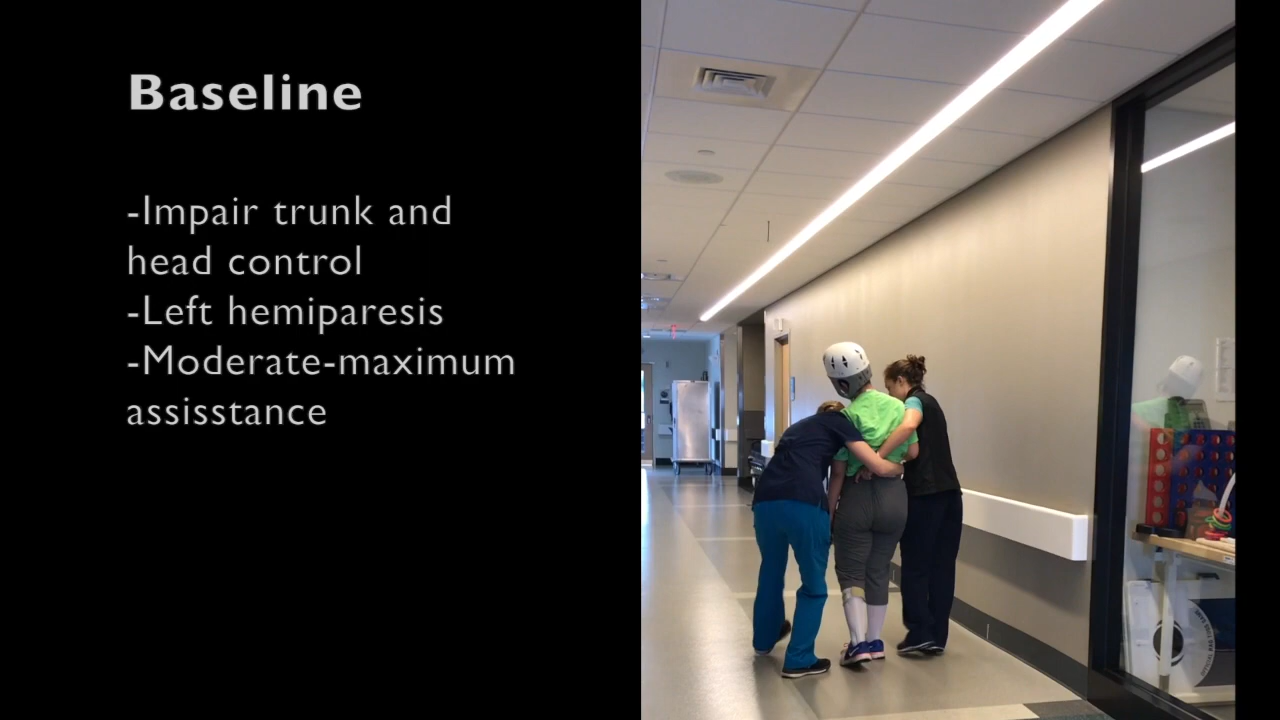 Baseline
-Impair trunk and
head control
-Left hemiparesis
-Moderate-maximum
assisstance